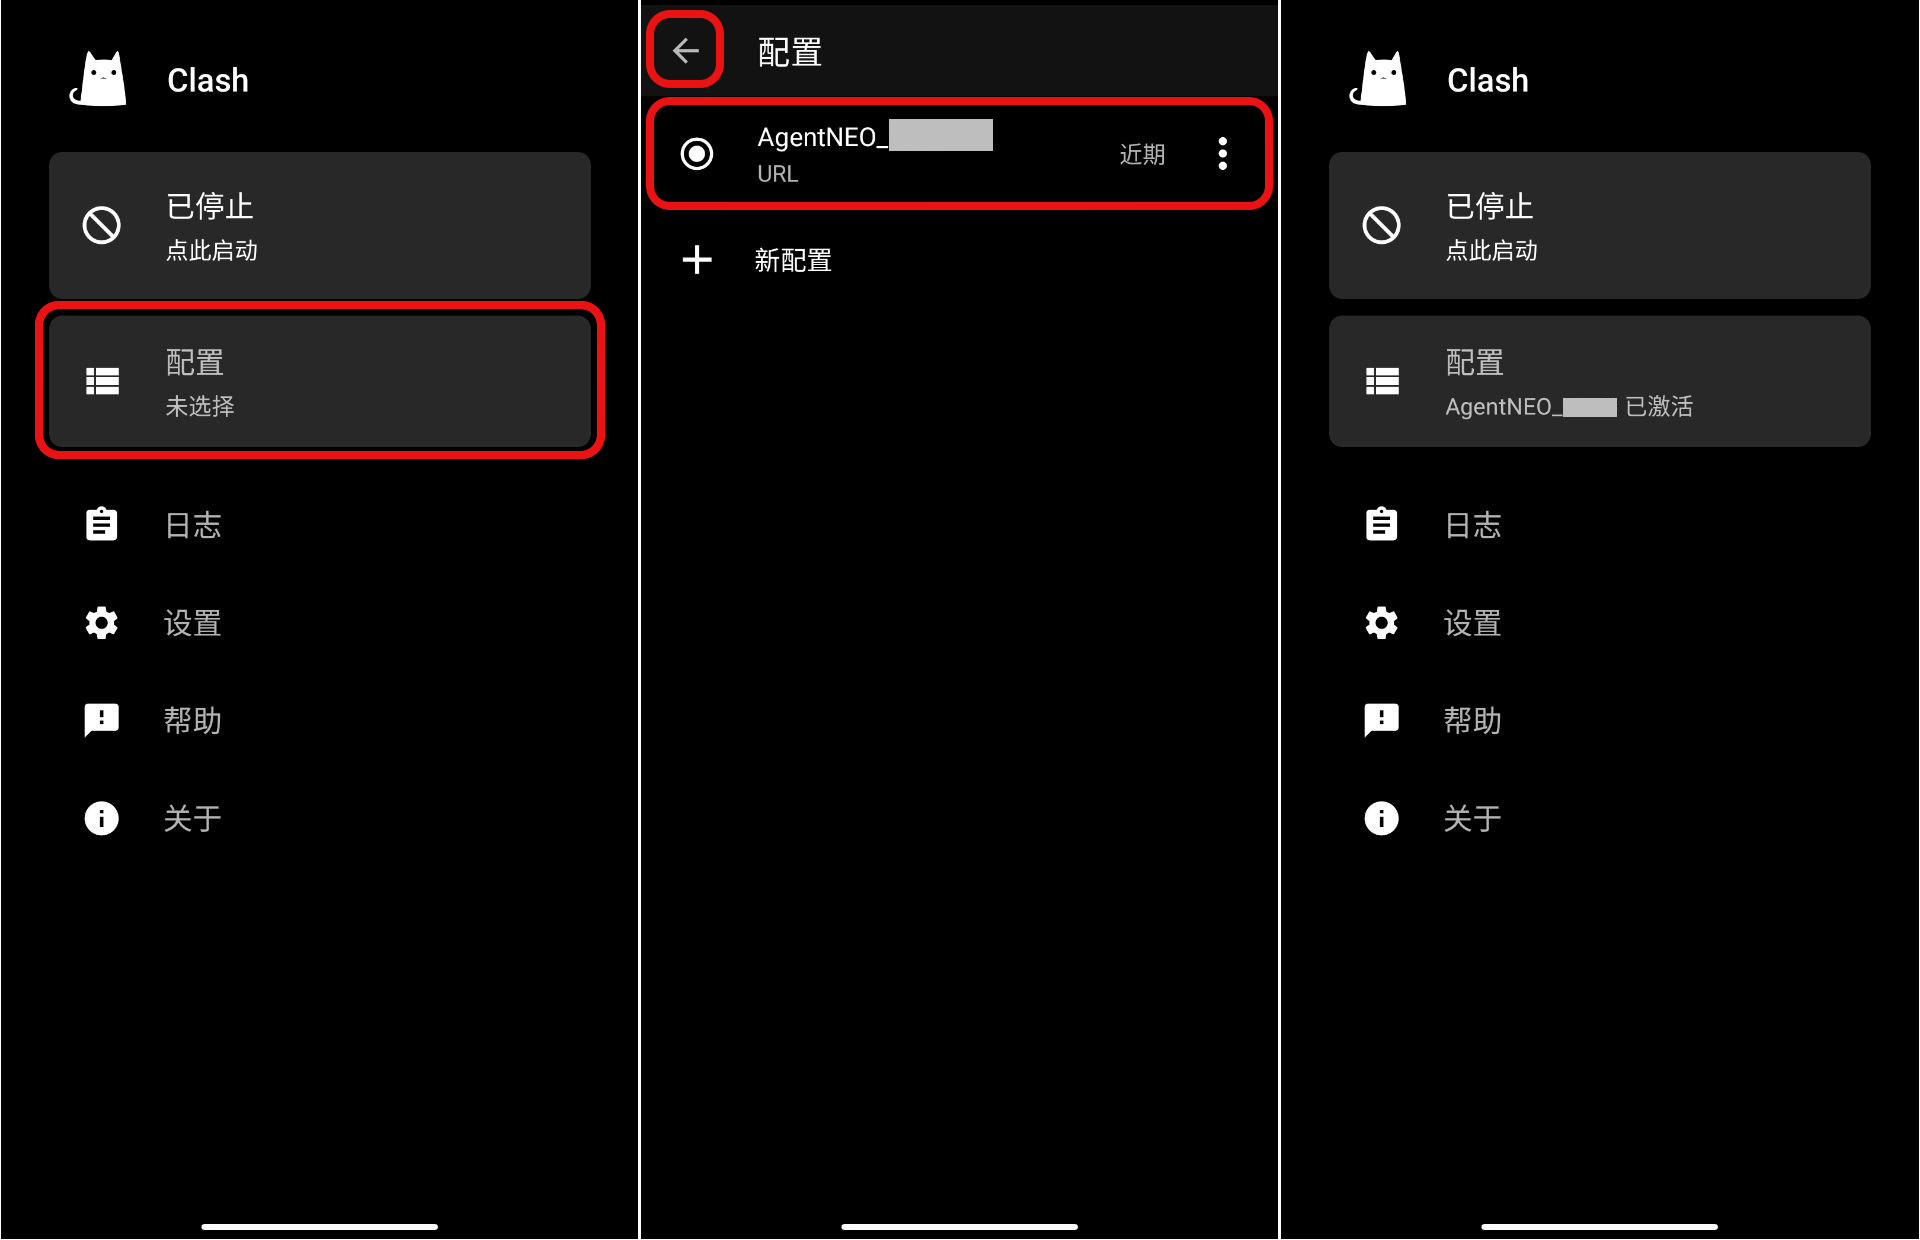 Clash
已停止
点此启动
配置
未选择
日志
设置
帮助
关于
配置
AgentNEO_
URL
近期
新配置
Clash
已停止
点此启动
配置
AgentNEO_ 已激活
日志
设置
帮助
关于